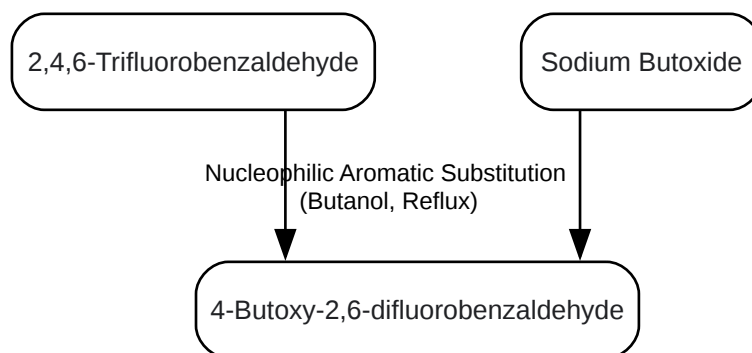 2,4,6-Trifluorobenzaldehyde
Sodium Butoxide
Nucleophilic Aromatic Substitution
(Butanol, Reflux)
4-Butoxy-2,6-difluorobenzaldehyde